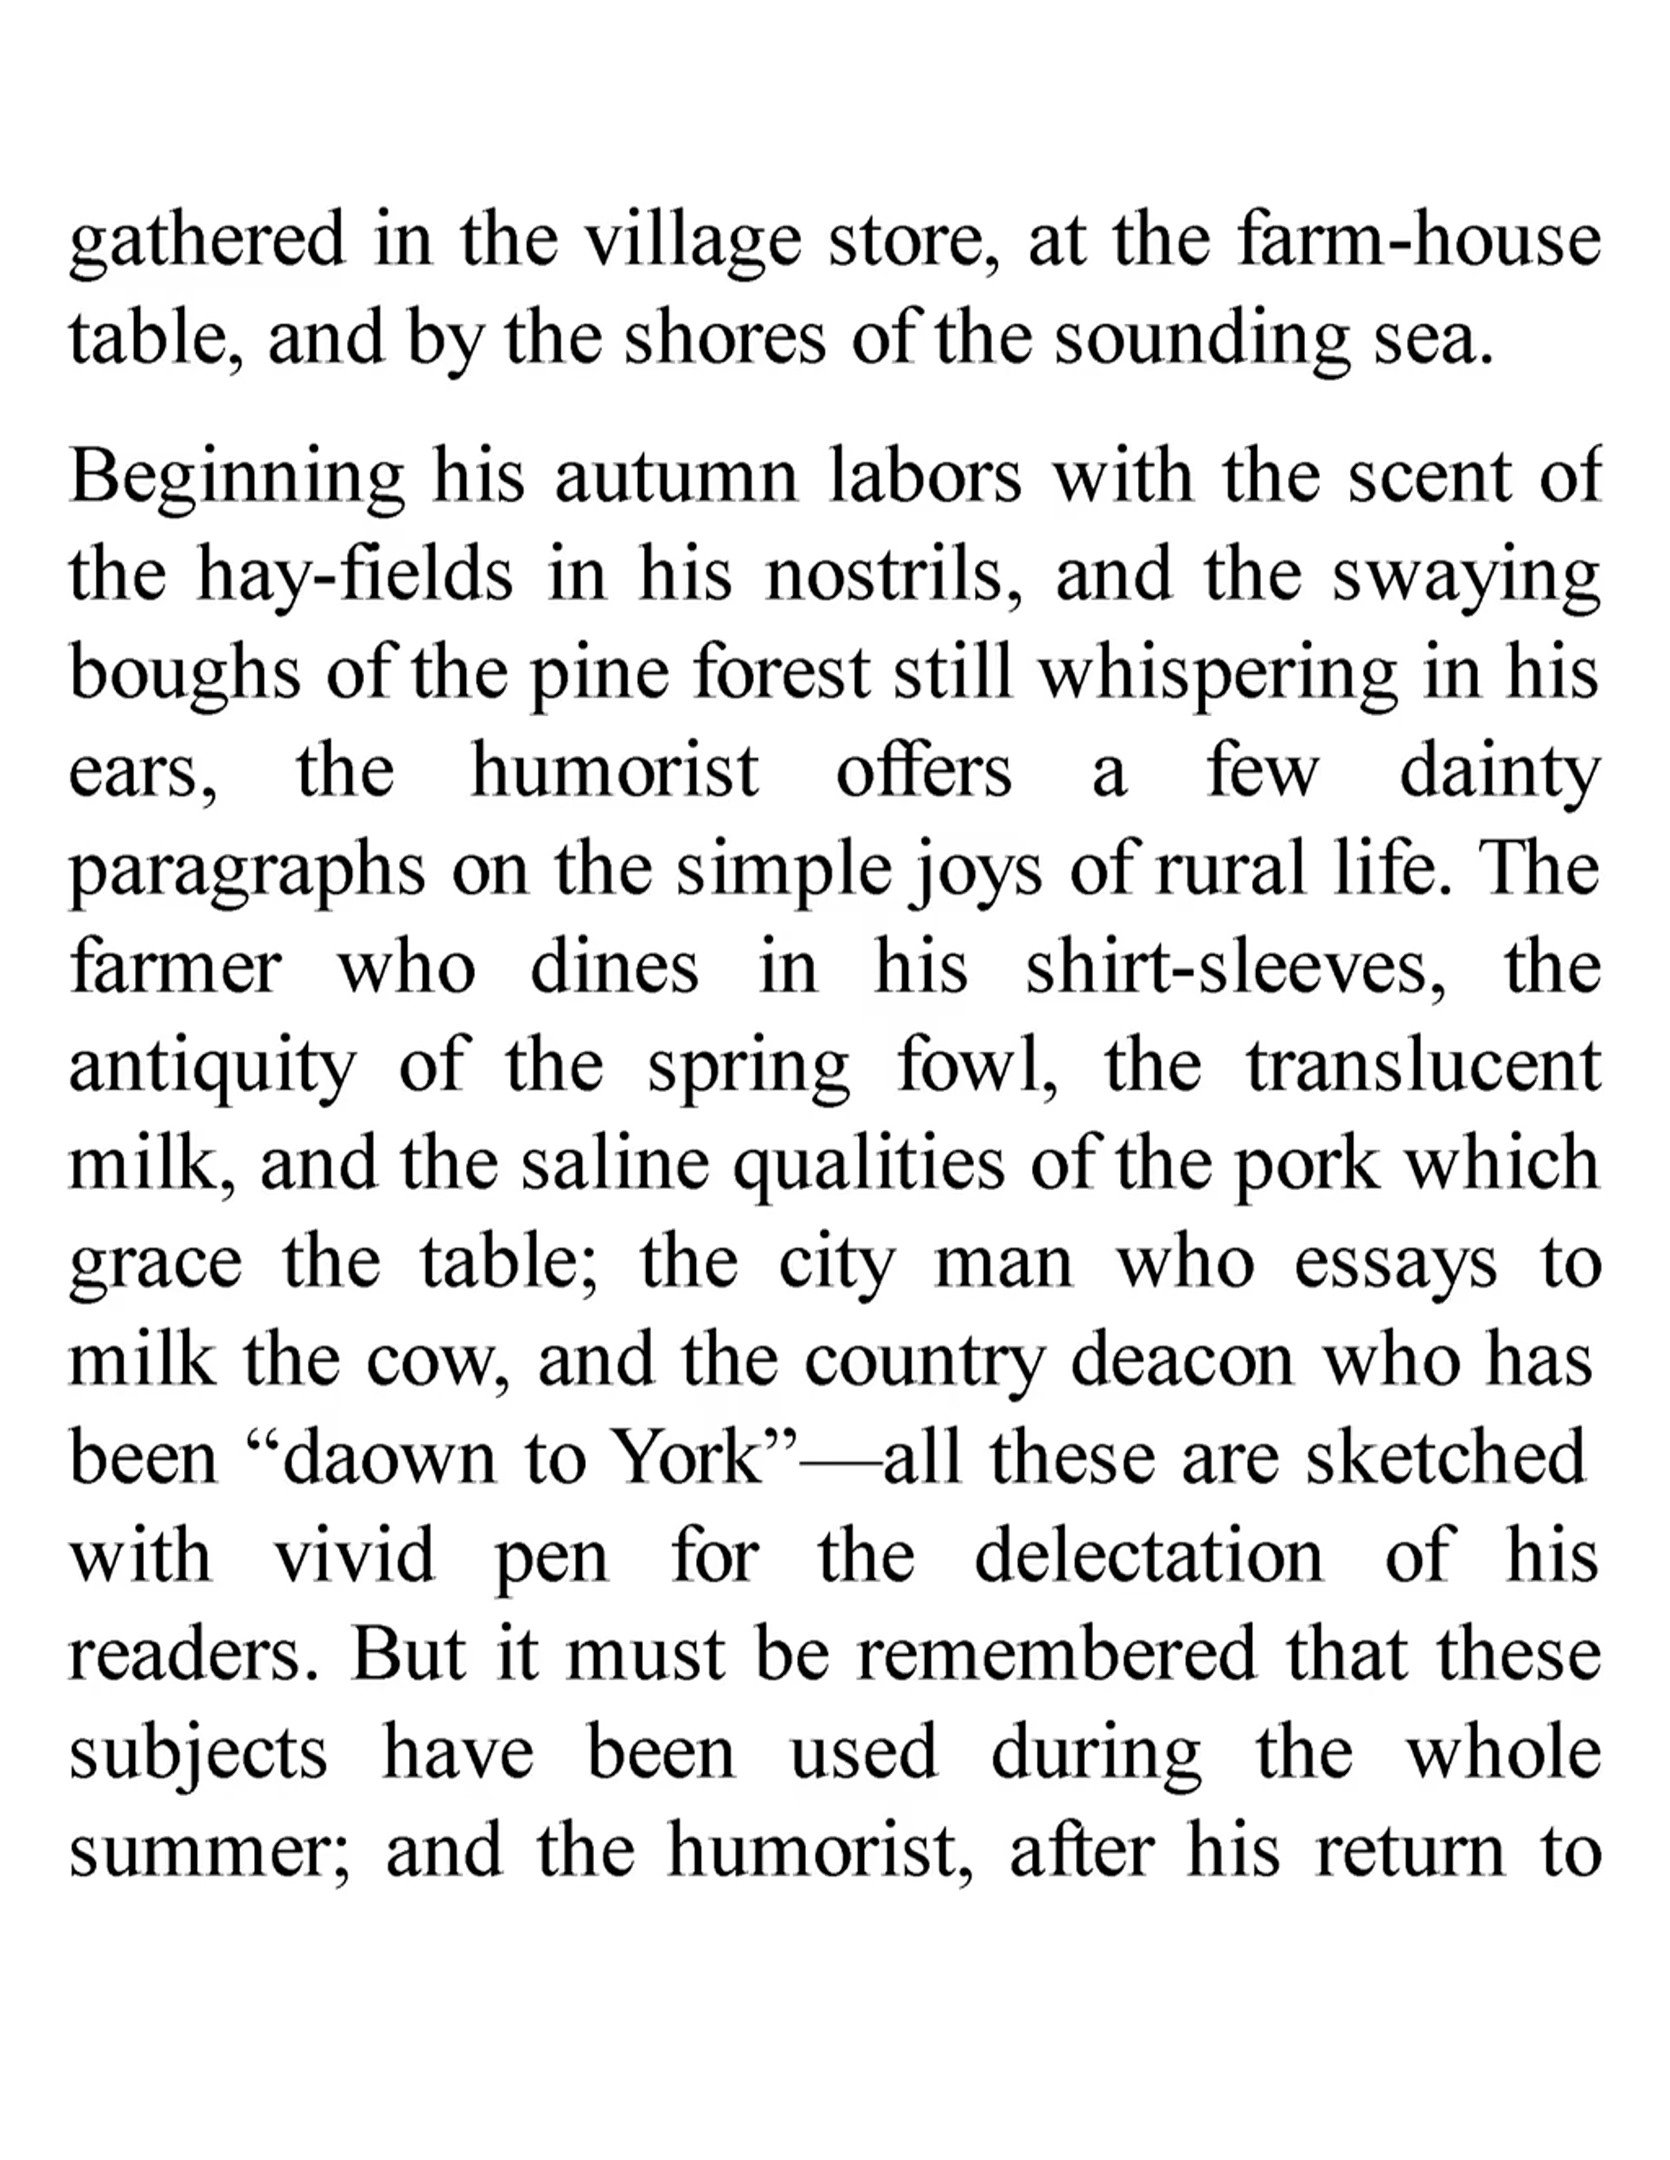 gathered in the village store, at the farm-house
table, and by the shores of the sounding sea.
Beginning his autumn labors with the scent of
the hay-fields in his nostrils, and the swaying
boughs of the pine forest still whispering in his
ears, the humorist offers a few dainty
paragraphs on the simple joys of rural life. The
farmer who dines in his shirt-sleeves, the
antiquity of the spring fowl, the translucent
milk, and the saline qualities of the pork which
grace the table; the city man who essays to
milk the cow, and the country deacon who has
been “daown to York”—all these are sketched
with vivid pen for the delectation of his
readers. But it must be remembered that these
subjects have been used during the whole
summer; and the humorist, after his return to